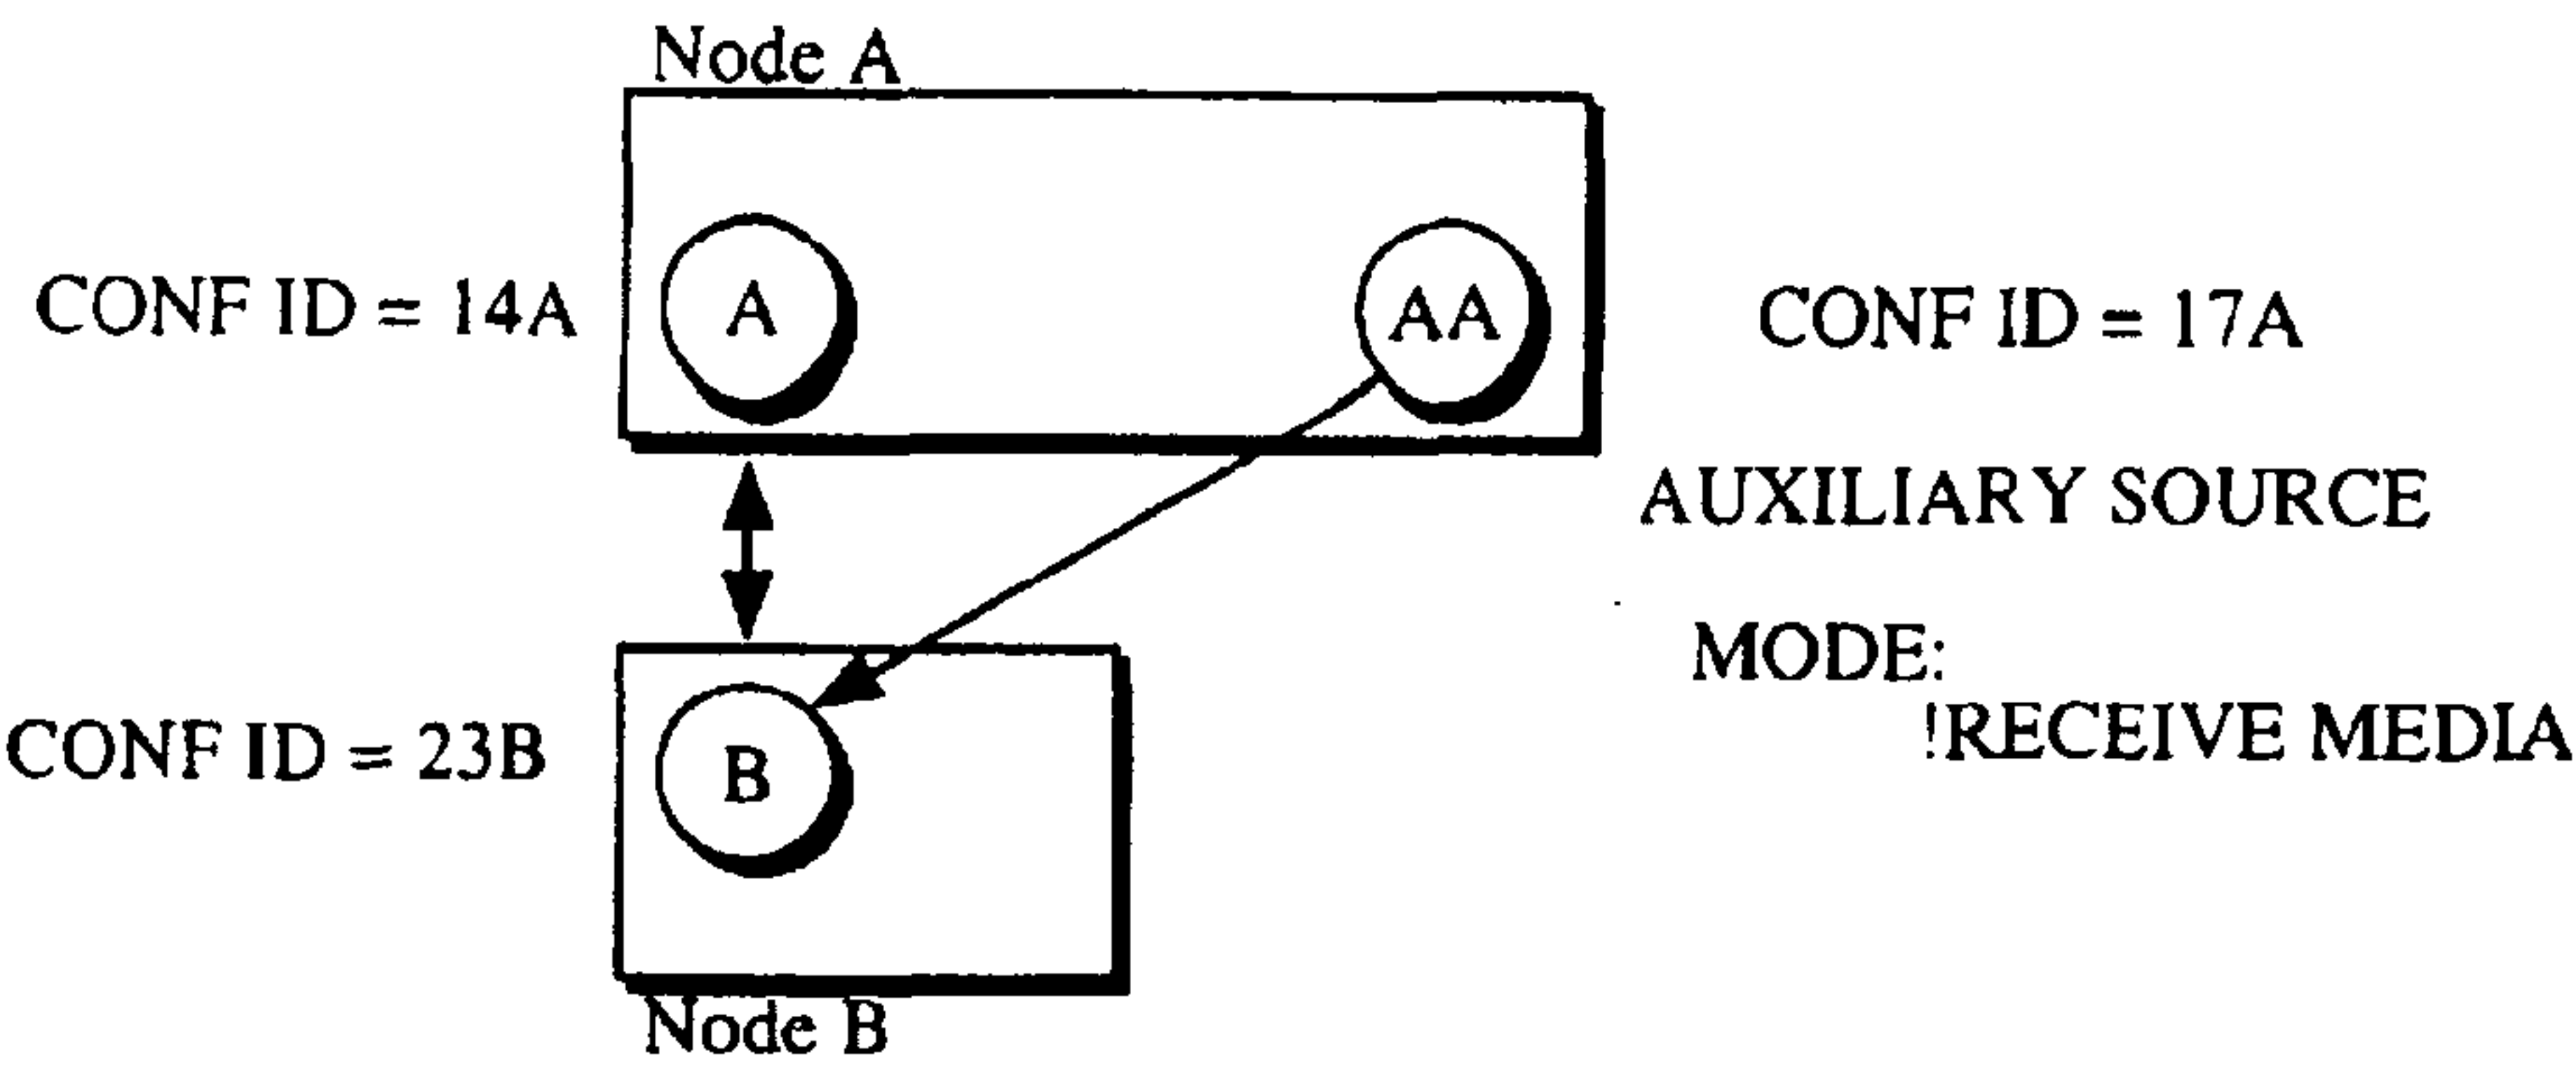 Node A
A
AA
CONF ID = 14A
CONF ID = 17A
AUXILIARY SOURCE
MODE:
!RECEIVE MEDIA
B
CONF ID = 23B
Node B